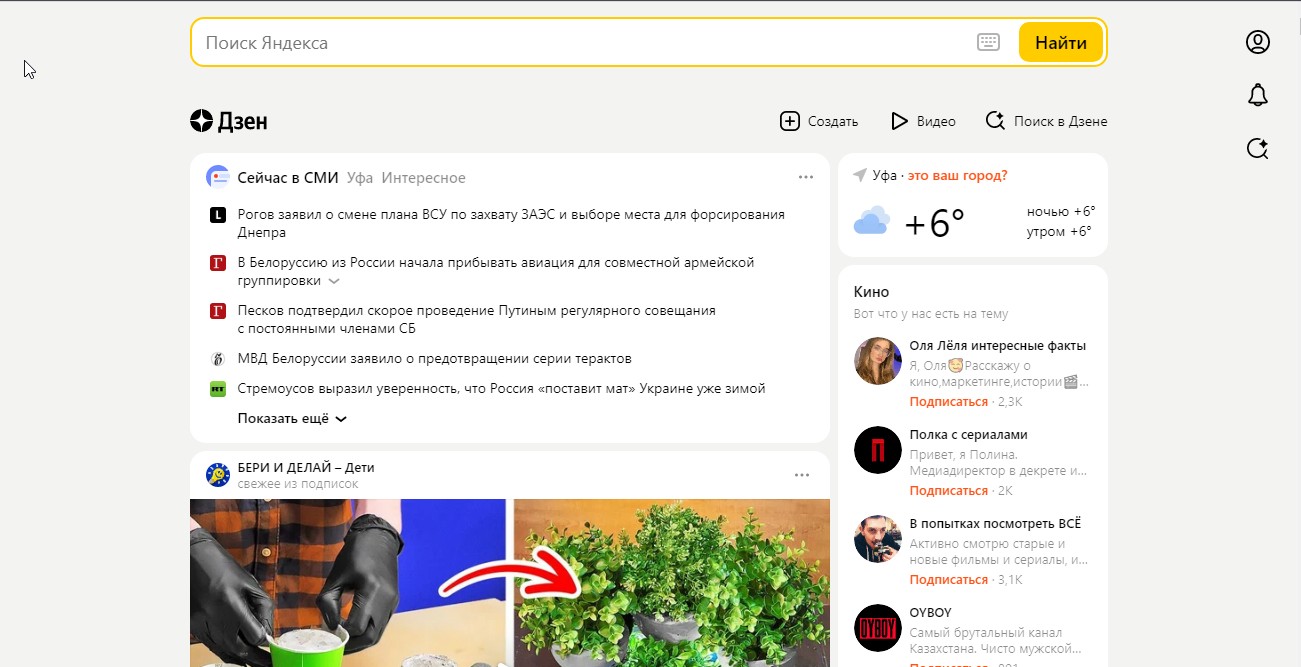 Поиск Яндекса
Найти
Дзен
Создать
Видео
Поиск в Дзене
Сейчас в СМИ Уфа Интересное
L
Рогов заявил о смене плана ВСУ по захвату ЗАЭС и выборе места для форсирования
Днепра
Г
В Белоруссию из России начала прибывать авиация для совместной армейской
группировки
Г
Песков подтвердил скорое проведение Путиным регулярного совещания
с постоянными членами СБ
МВД Белоруссии заявило о предотвращении серии терактов
RT
Стремоусов выразил уверенность, что Россия «поставит мат» Украине уже зимой
Показать ещё
БЕРИ И ДЕЛАЙ – Дети
свежее из подписок
Уфа · это ваш город?
+6°
ночью +6°
утром +6°
Кино
Вот что у нас есть на тему
Оля Лёля интересные факты
Я, Оля🥰Расскажу о
кино,маркетинге,истории🎬...
Подписаться · 2,3K
П
Полка с сериалами
Привет, я Полина.
Медиадиректор в декрете и...
Подписаться · 2K
В попытках посмотреть ВСЁ
Активно смотрю старые и
новые фильмы и сериалы, и...
Подписаться · 3,1K
OYBOY
OYBOY
Самый брутальный канал
Казахстана. Чисто мужской...